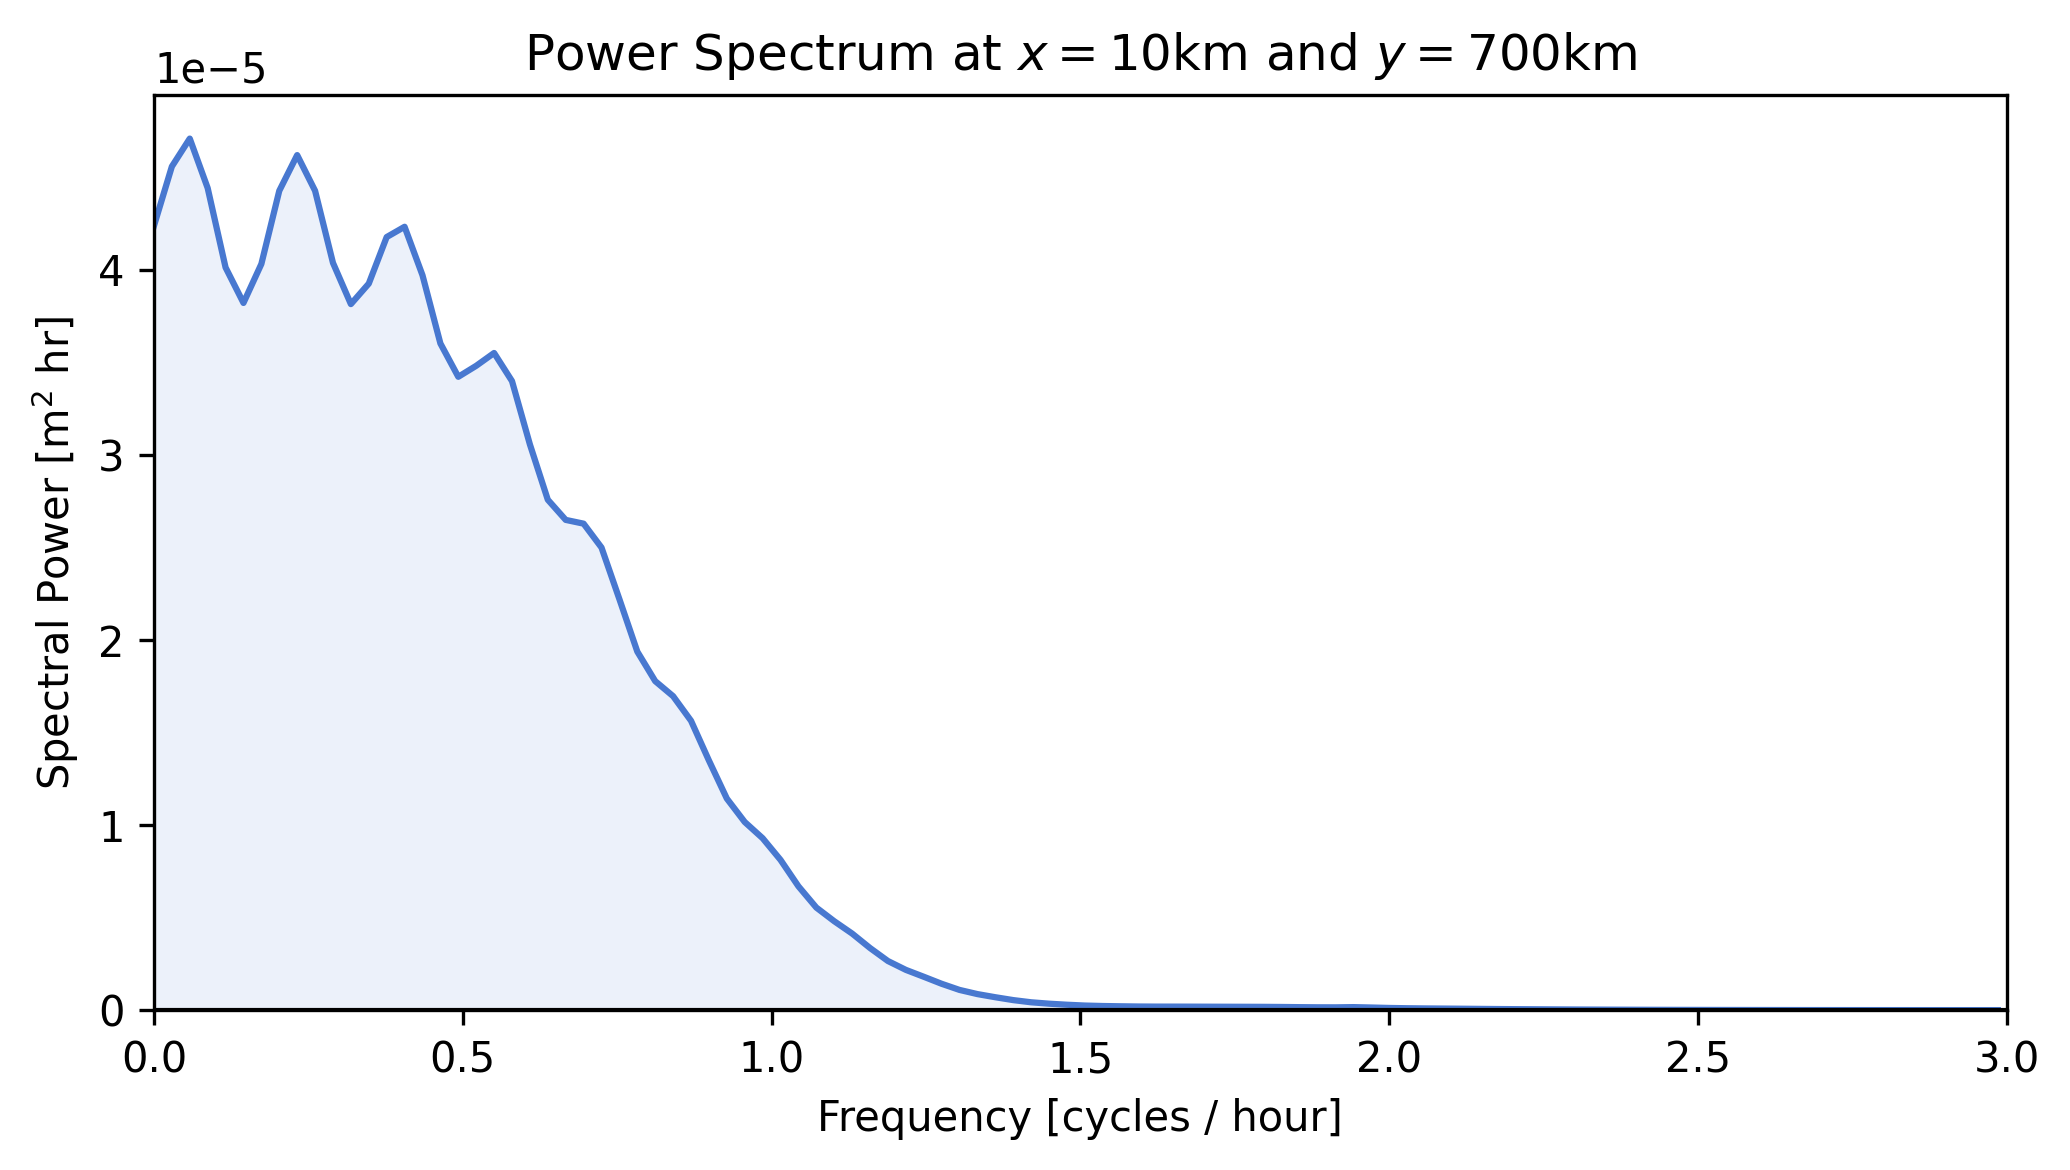 Power Spectrum at x = 10km and y = 700km
1e−5
Spectral Power [m² hr]
4
3
2
1
0
0.0 0.5 1.0 1.5 2.0 2.5 3.0
Frequency [cycles / hour]